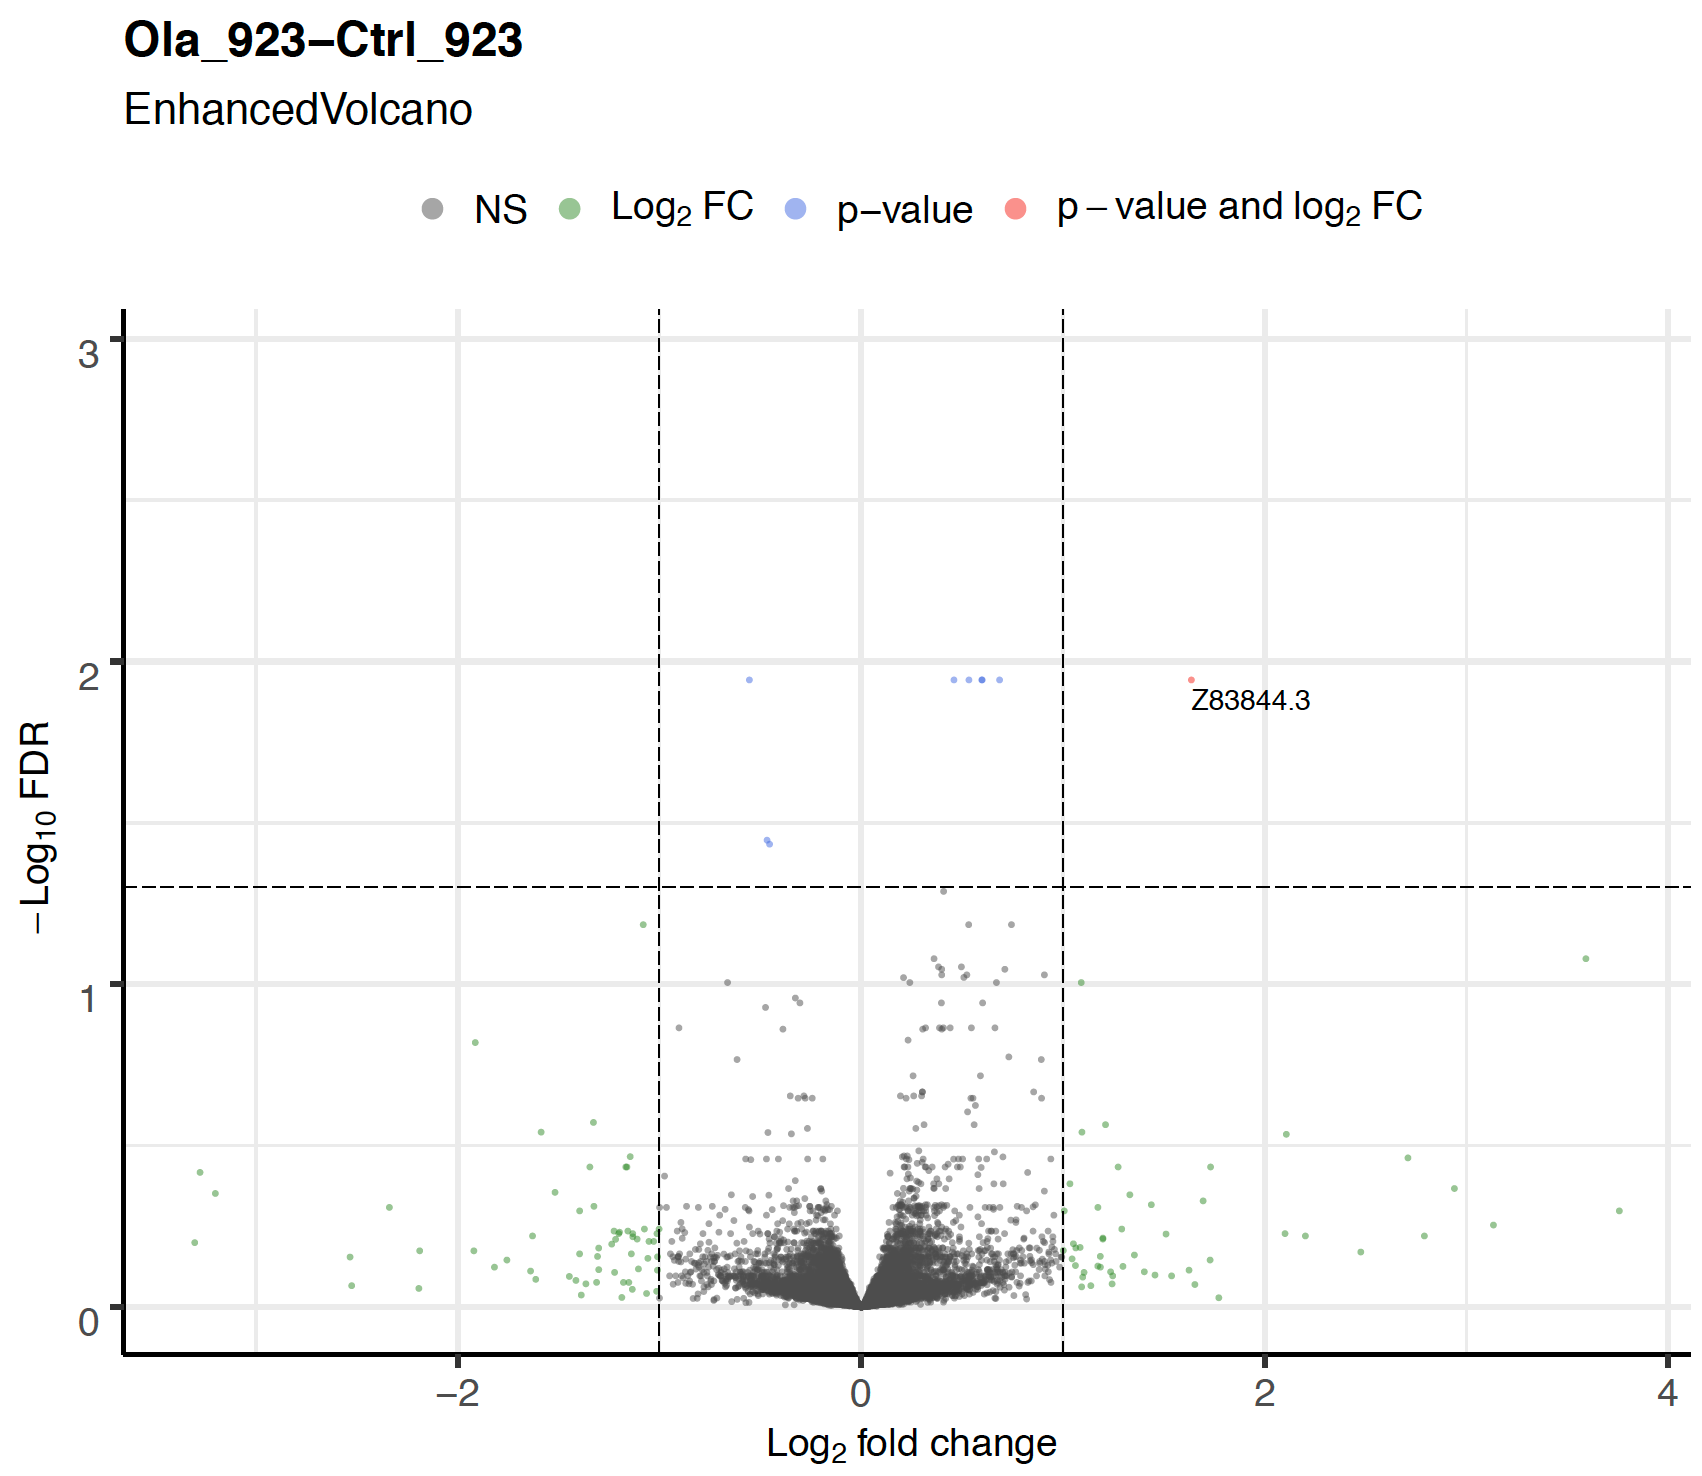 Ola_923−Ctrl_923
EnhancedVolcano
NS Log2 FC p−value p − value and log2 FC
3
2
1
0
−Log10 FDR
Z83844.3
−2 0 2 4
Log2 fold change